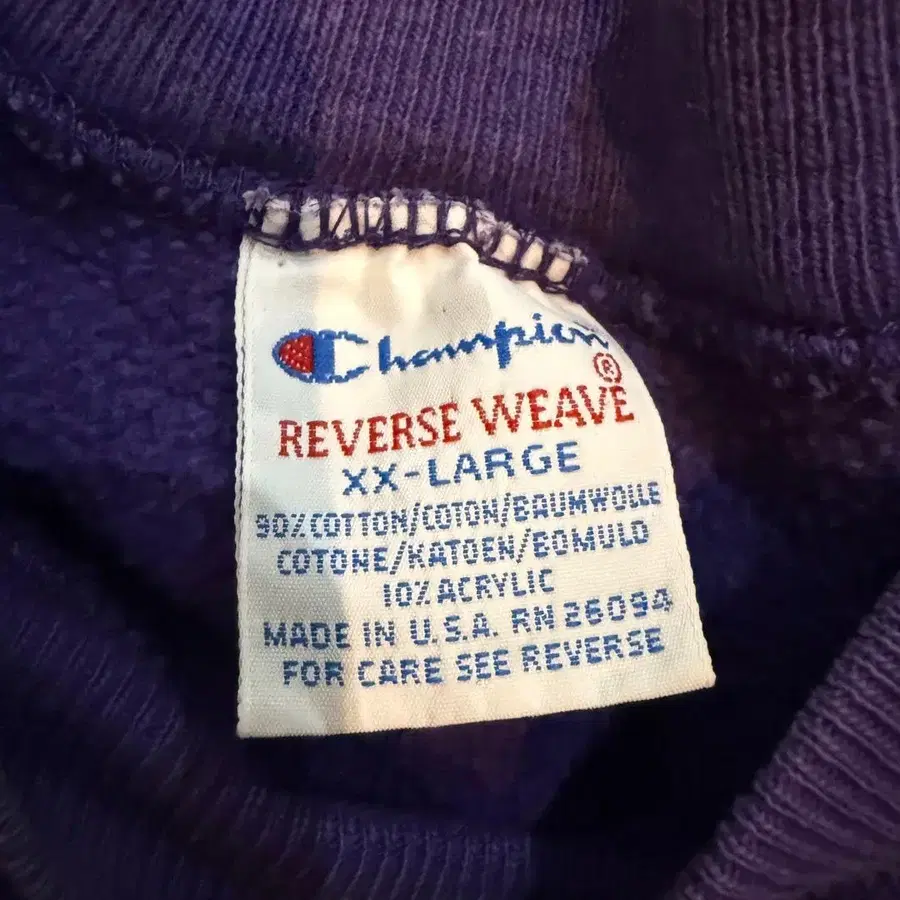 Champion
®
REVERSE WEAVE
XX-LARGE
90% COTTON/COTON/BAUMWOLLE
COTONE/KATOEN/BOMULD
10% ACRYLIC
MADE IN U.S.A. RN 26094
FOR CARE SEE REVERSE